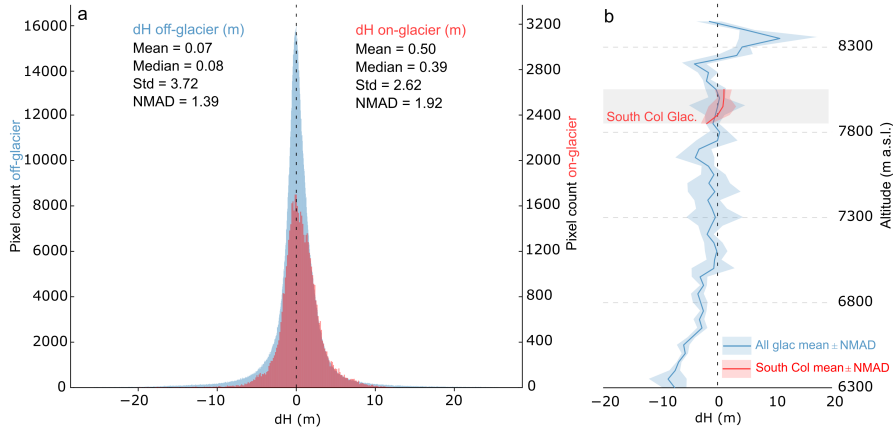 a
dH off-glacier (m)
Mean = 0.07
Median = 0.08
Std = 3.72
NMAD = 1.39
dH on-glacier (m)
Mean = 0.50
Median = 0.39
Std = 2.62
NMAD = 1.92
Pixel count off-glacier
16000
14000
12000
10000
8000
6000
4000
2000
0
−20
−10
0
10
20
dH (m)
3200
2800
2400
2000
1600
1200
800
400
0
Pixel count on-glacier
b
South Col Glac.
All glac mean ± NMAD
South Col mean ± NMAD
−20
−10
0
10
20
dH (m)
8300
7800
7300
6800
6300
Altitude (m a.s.l.)